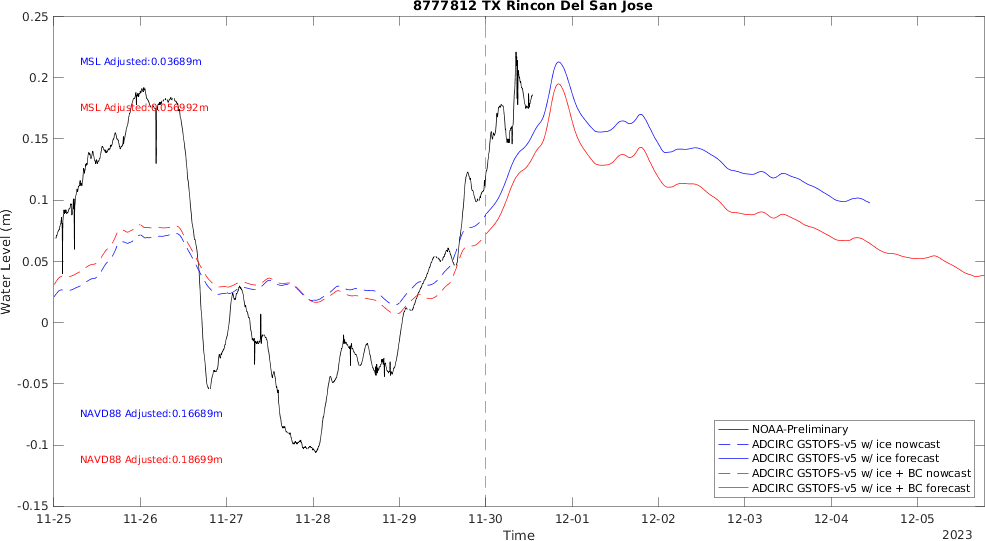 8777812 TX Rincon Del San Jose
Water Level (m)
0.25
0.2
0.15
0.1
0.05
0
-0.05
-0.1
-0.15
MSL Adjusted:0.03689m
MSL Adjusted:0.056992m
NAVD88 Adjusted:0.16689m
NAVD88 Adjusted:0.18699m
NOAA-Preliminary
ADCIRC GSTOFS-v5 w/ ice nowcast
ADCIRC GSTOFS-v5 w/ ice forecast
ADCIRC GSTOFS-v5 w/ ice + BC nowcast
ADCIRC GSTOFS-v5 w/ ice + BC forecast
11-25 11-26 11-27 11-28 11-29 11-30 12-01 12-02 12-03 12-04 12-05
Time
2023